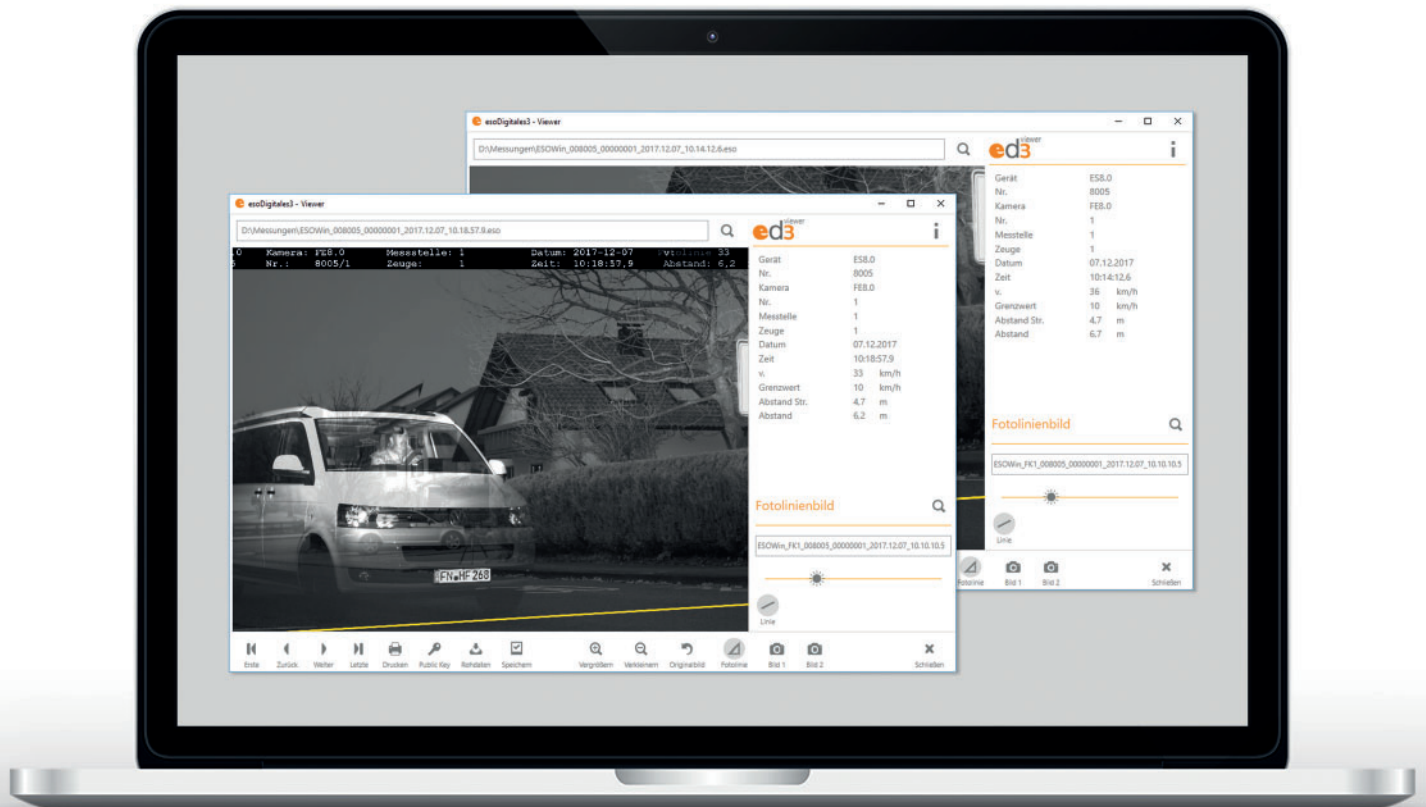 esoDigitales3 - Viewer
D:\Messungen\ESOWin_008005_00000001_2017.12.07_10.14.12.6.eso
ed3 viewer
i
Gerät ES8.0
Nr. 8005
Kamera FE8.0
Nr. 1
Messtelle 1
Zeuge 1
Datum 07.12.2017
Zeit 10:14:12,6
v. 36 km/h
Grenzwert 10 km/h
Abstand Str. 4,7 m
Abstand 6,7 m
Fotolinienbild
ESOWin_FK1_008005_00000001_2017.12.07_10.10.10.5
Linie
Fotolinie Bild 1 Bild 2 Schließen
esoDigitales3 - Viewer
D:\Messungen\ESOWin_008005_00000001_2017.12.07_10.18.57.9.eso
ed3 viewer
i
.0 Kamera: FE8.0 Messstelle: 1 Datum: 2017-12-07 33
Nr.: 8005/1 Zeuge: 1 Zeit: 10:18:57,9 Abstand: 6,2
FN HF 268
Gerät ES8.0
Nr. 8005
Kamera FE8.0
Nr. 1
Messtelle 1
Zeuge 1
Datum 07.12.2017
Zeit 10:18:57,9
v. 33 km/h
Grenzwert 10 km/h
Abstand Str. 4,7 m
Abstand 6,2 m
Fotolinienbild
ESOWin_FK1_008005_00000001_2017.12.07_10.10.10.5
Linie
Erste Zurück Weiter Letzte Drucken Public Key Rohdaten Speichern Vergrößern Verkleinern Originalbild Fotolinie Bild 1 Bild 2 Schließen